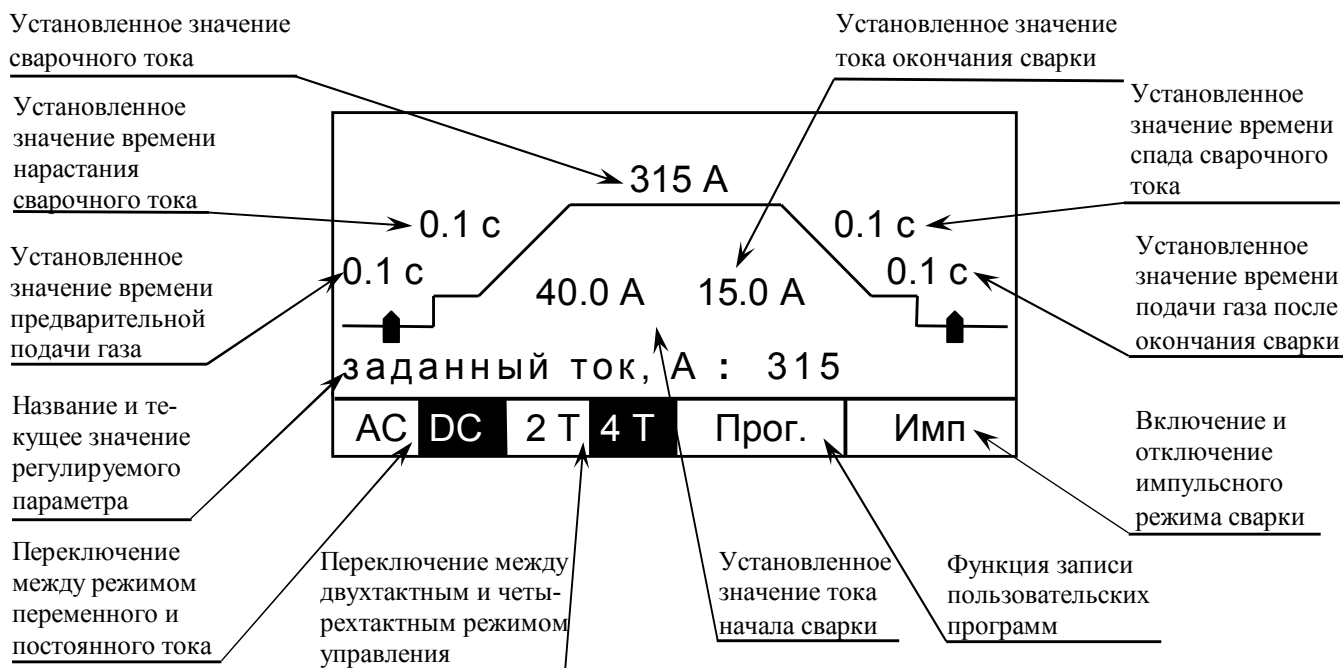 Установленное значение
сварочного тока
Установленное значение
тока окончания сварки
Установленное
значение времени
нарастания
сварочного тока
Установленное
значение времени
спада сварочного
тока
Установленное
значение времени
предварительной
подачи газа
Установленное
значение времени
подачи газа после
окончания сварки
315 А
0.1 с
0.1 с
0.1 с
0.1 с
40.0 А
15.0 А
заданный ток, А : 315
AC DC 2 Т 4 Т Прог. Имп
Название и те-
кущее значение
регулируемого
параметра
Включение и
отключение
импульсного
режима сварки
Переключение
между режимом
переменного и
постоянного тока
Переключение между
двухтактным и четы-
рехтактным режимом
управления
Установленное
значение тока
начала сварки
Функция записи
пользовательских
программ